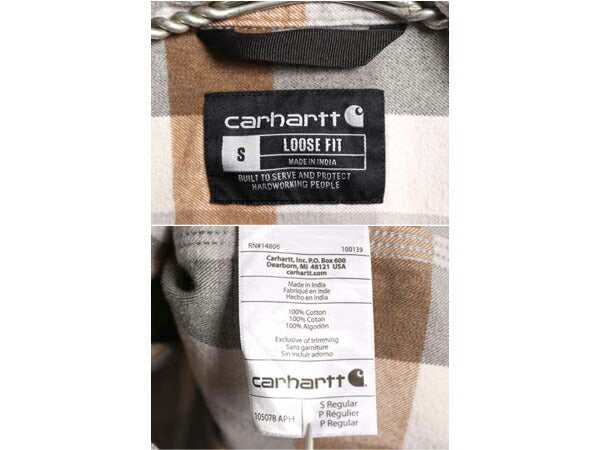 carhartt
S
LOOSE FIT
MADE IN INDIA
BUILT TO SERVE AND PROTECT
HARDWORKING PEOPLE
RN#14806 100139
Carhartt, Inc. P.O. Box 600
Dearborn, MI 48121 USA
carhartt.com
Made in India
Fabriqué en Inde
Hecho en India
100% Cotton
100% Coton
100% Algodón
Exclusive of trimming
Sans garniture
Sin incluir adorno
carhartt
105078 APH
S Regular
P Régulier
P Regular